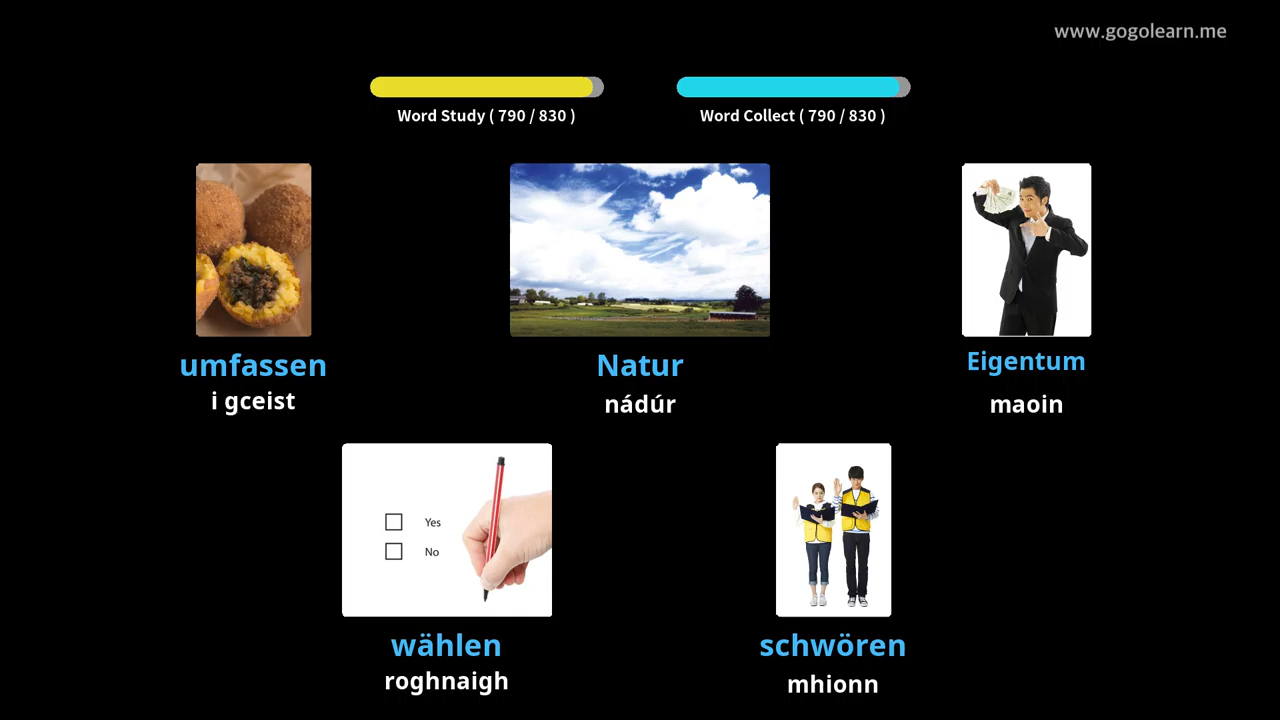 www.gogolearn.me
Word Study ( 790 / 830 )
Word Collect ( 790 / 830 )
umfassen
i gceist
Natur
nádúr
Eigentum
maoin
Yes
No
wählen
roghnaigh
schwören
mhionn